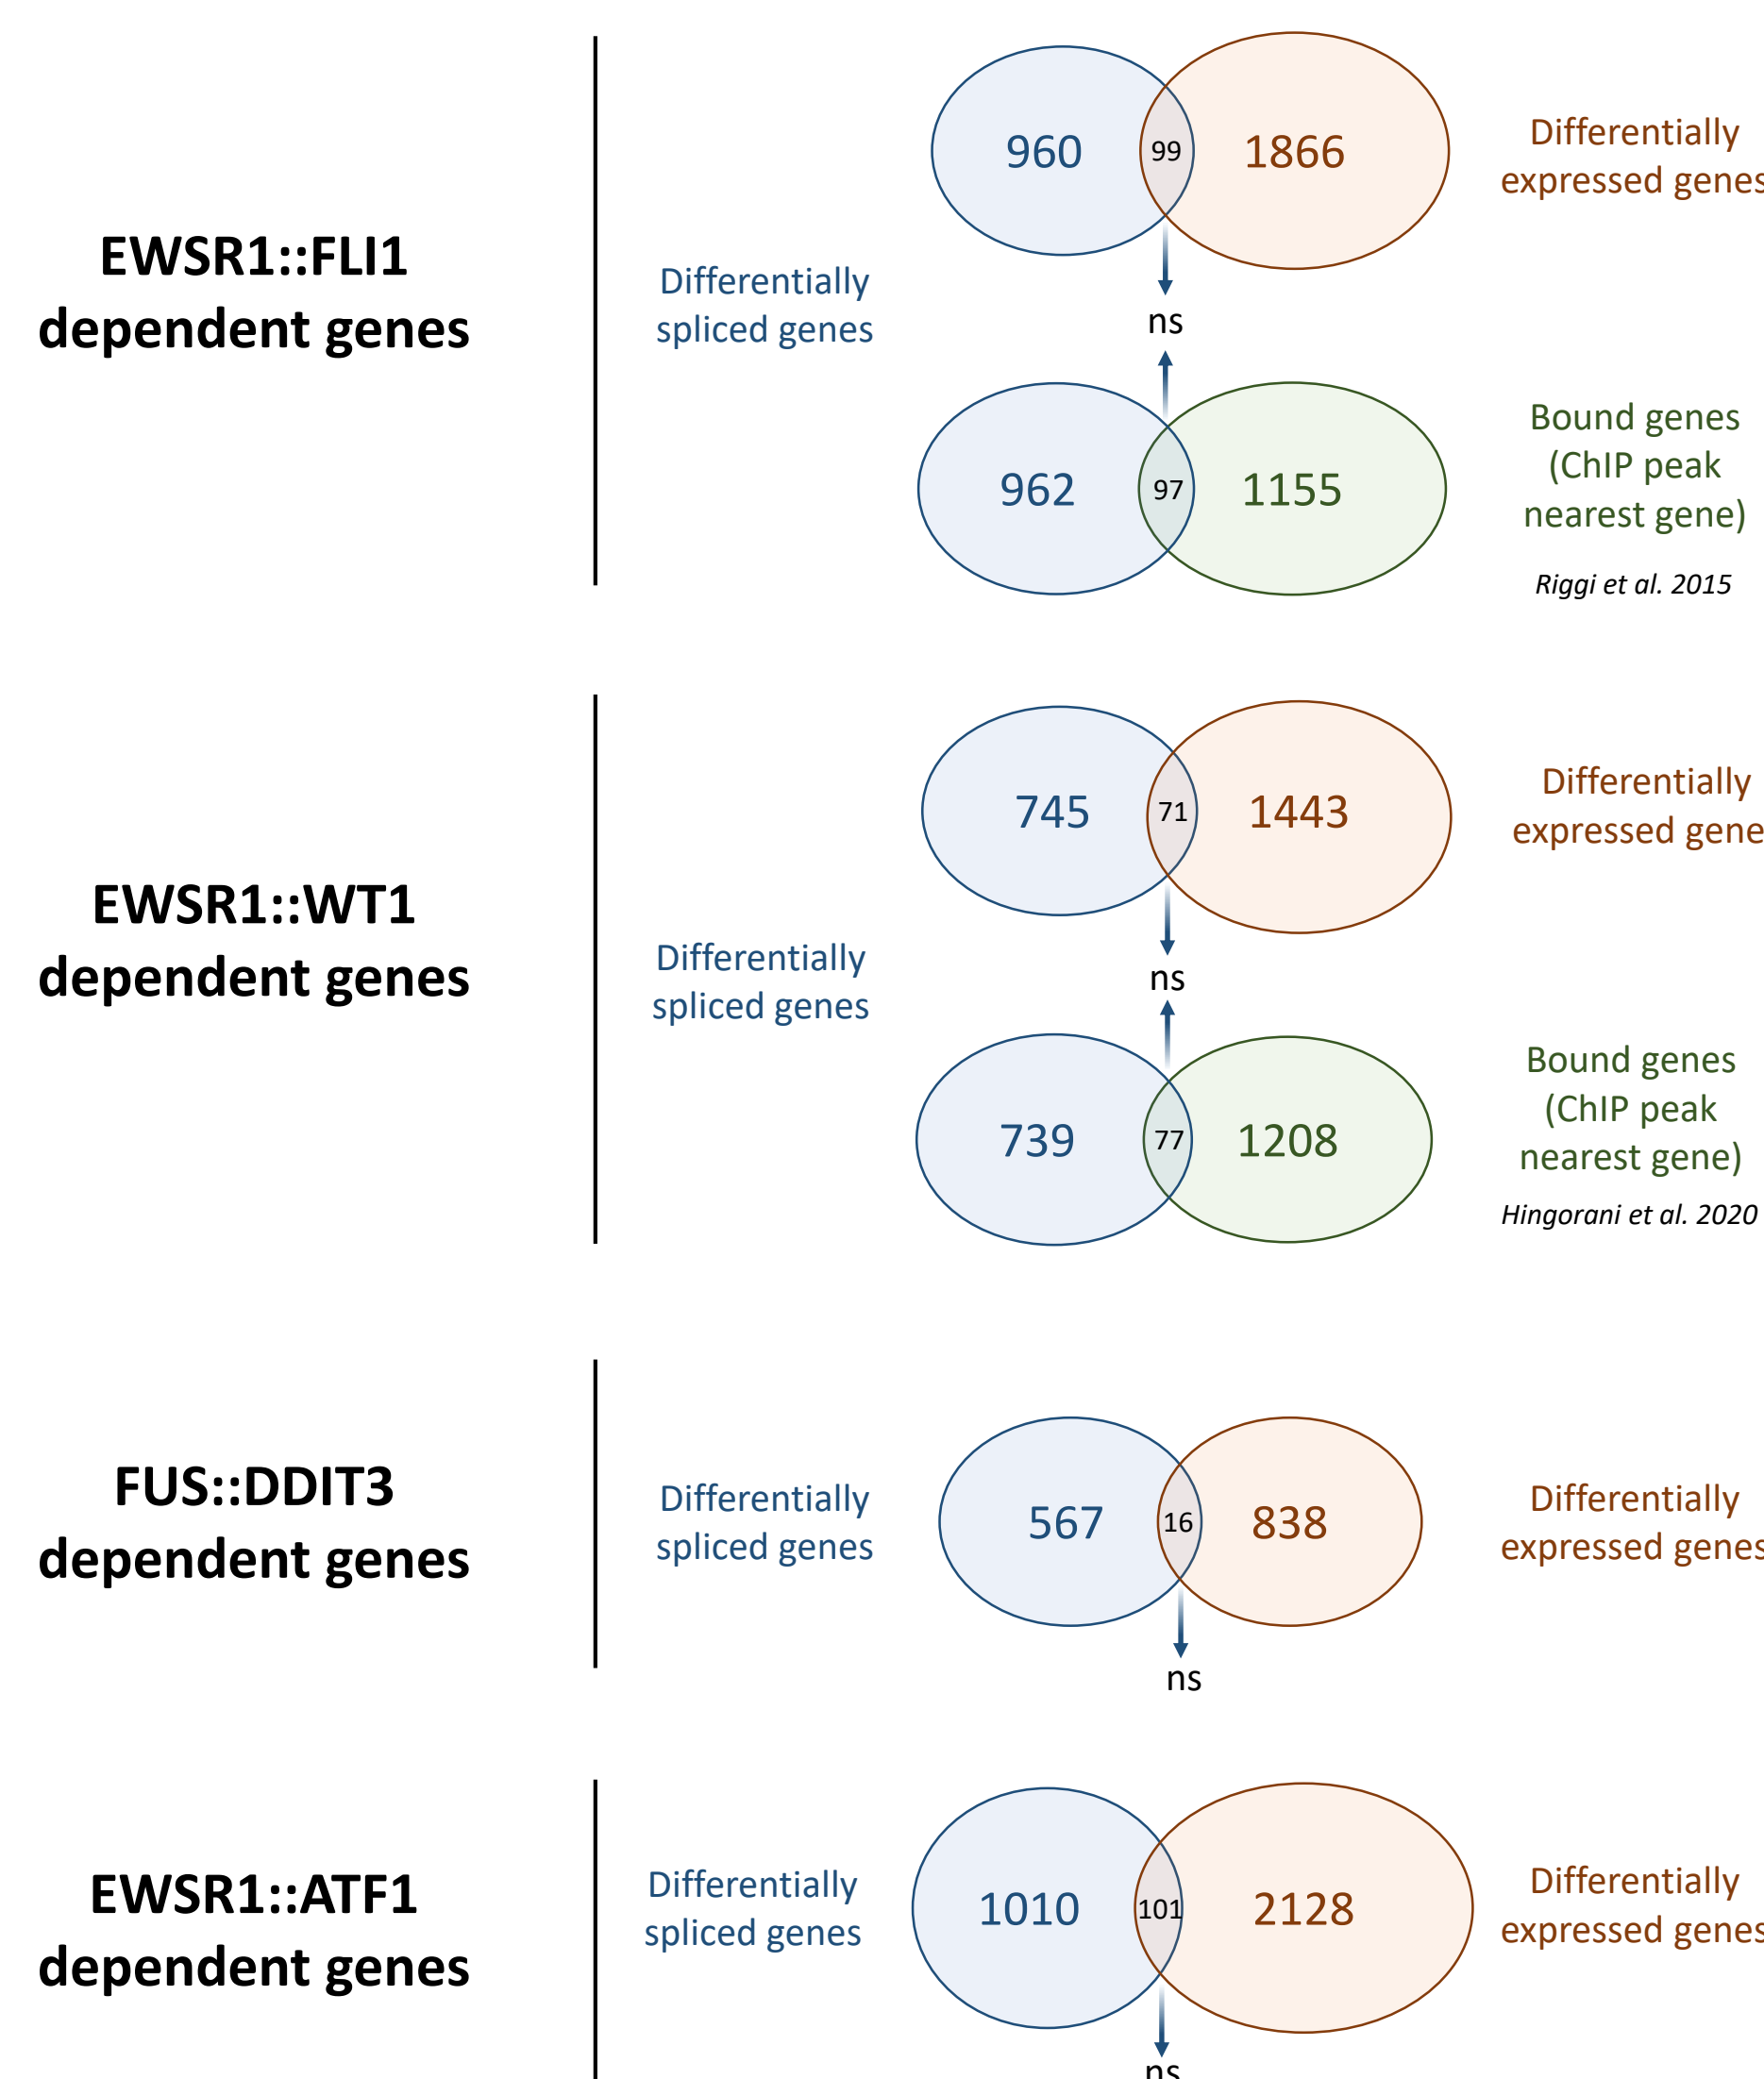 EWSR1::FLI1
dependent genes
Differentially
spliced genes
960
99
1866
Differentially
expressed genes
ns
962
97
1155
Bound genes
(ChIP peak
nearest gene)
Riggi et al. 2015
EWSR1::WT1
dependent genes
Differentially
spliced genes
745
71
1443
Differentially
expressed gene
ns
739
77
1208
Bound genes
(ChIP peak
nearest gene)
Hingorani et al. 2020
FUS::DDIT3
dependent genes
Differentially
spliced genes
567
16
838
Differentially
expressed genes
ns
EWSR1::ATF1
dependent genes
Differentially
spliced genes
1010
101
2128
Differentially
expressed genes
ns